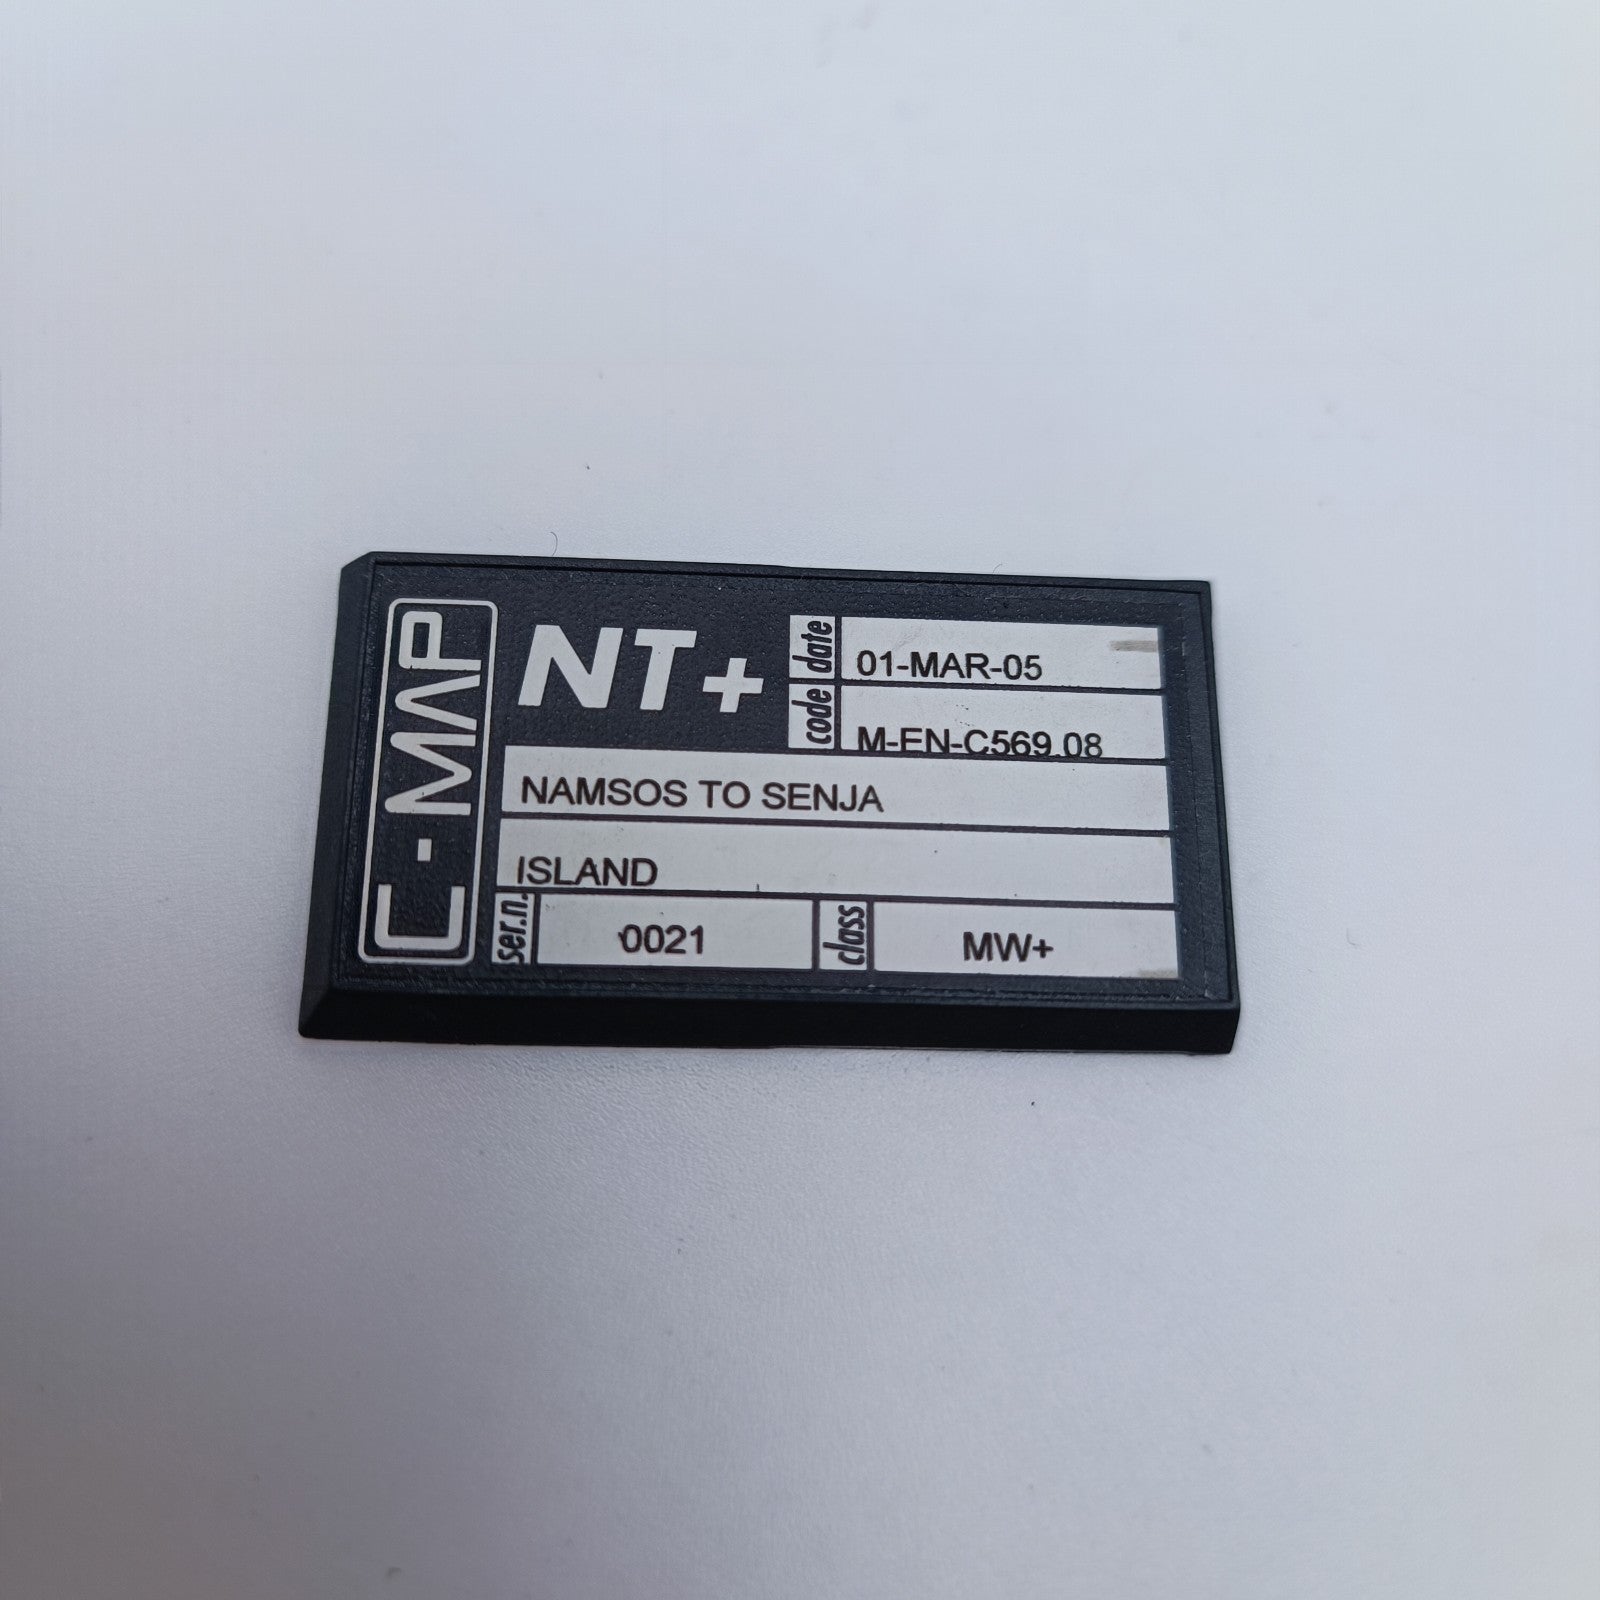 C-MAP
NT+
date 01-MAR-05
code M-EN-C569.08
NAMSOS TO SENJA
ISLAND
ser.n. 0021 class MW+